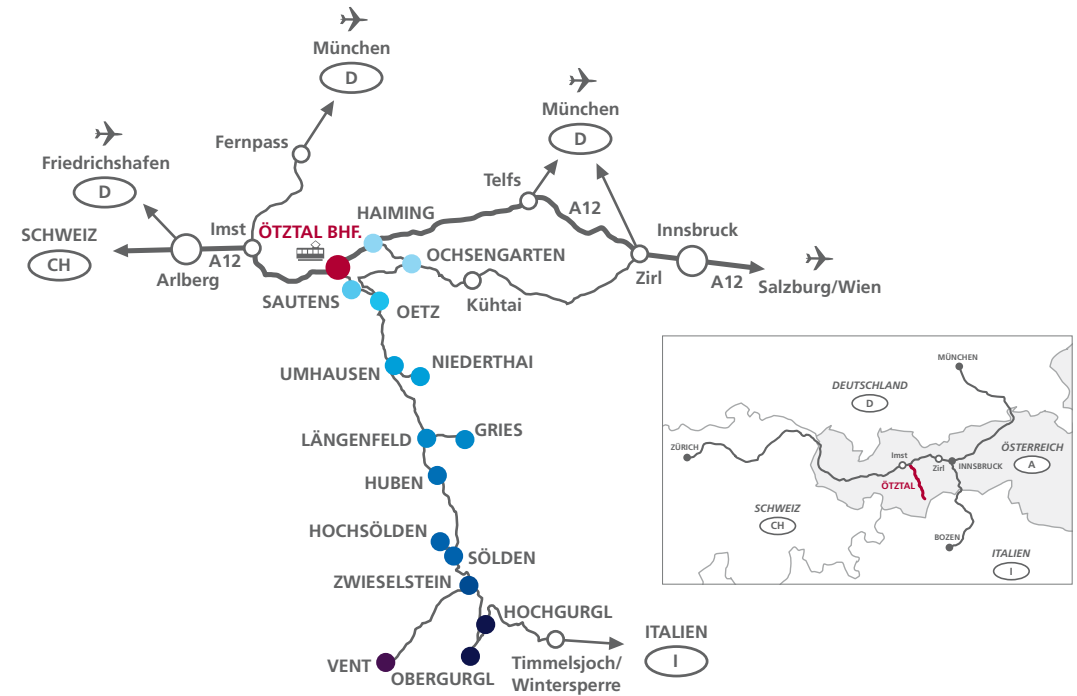 München
D
München
D
Friedrichshafen
D
Fernpass
Telfs
A12
HAIMING
SCHWEIZ
CH
Imst
A12
Arlberg
ÖTZTAL BHF.
Innsbruck
A12
Zirl
Salzburg/Wien
OCHSENGARTEN
Kühtai
SAUTENS
OETZ
UMHAUSEN
NIEDERTHAI
LÄNGENFELD
GRIES
HUBEN
HOCHSÖLDEN
SÖLDEN
ZWIESELSTEIN
HOCHGURGL
VENT
OBERGURGL
Timmelsjoch/
Wintersperre
ITALIEN
I
MÜNCHEN
DEUTSCHLAND
D
ZÜRICH
Imst
Zirl
INNSBRUCK
ÖSTERREICH
A
ÖTZTAL
SCHWEIZ
CH
BOZEN
ITALIEN
I